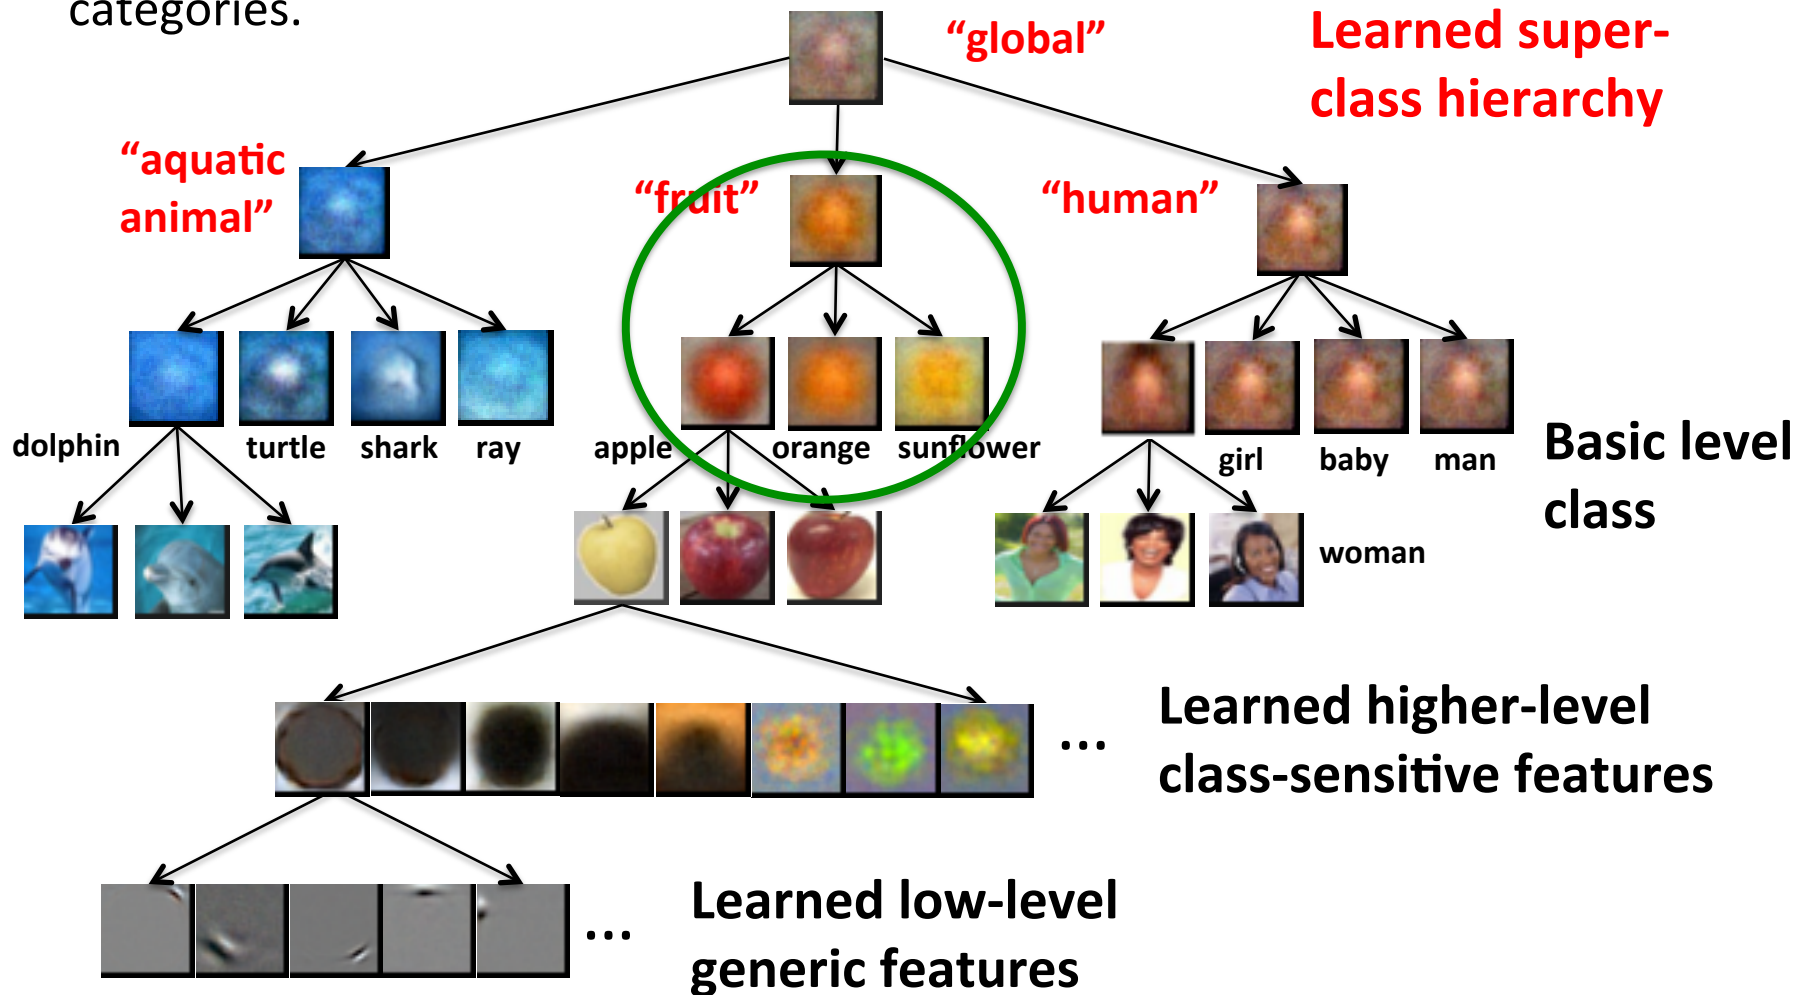 categories.
“global”
Learned super-
class hierarchy
“aquatic
animal”
“fruit”
“human”
dolphin
turtle
shark
ray
apple
orange
sunflower
girl
baby
man
Basic level
class
woman
...
Learned higher-level
class-sensitive features
...
Learned low-level
generic features